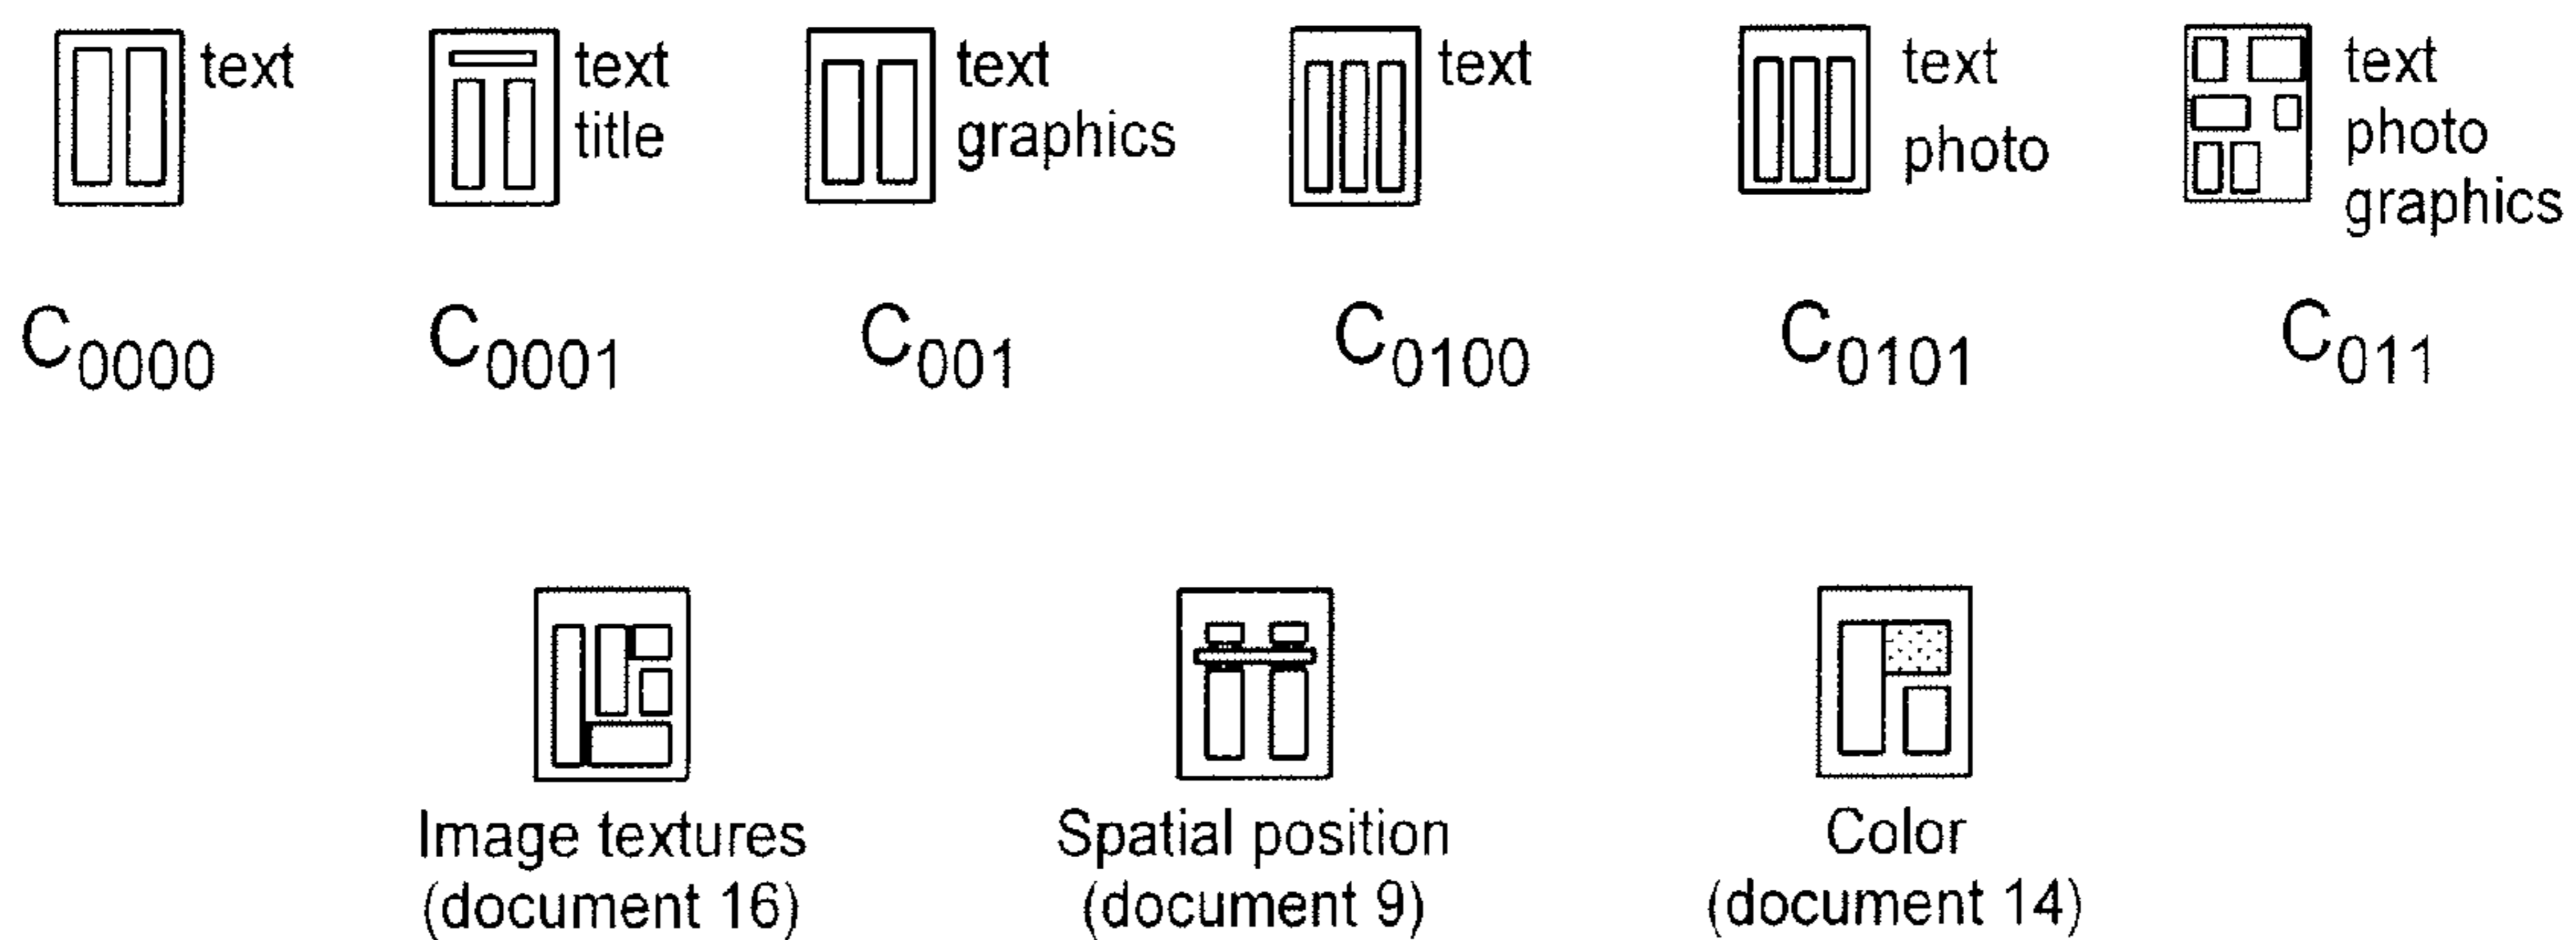 text
text
title
text
graphics
text
text
photo
text
photo
graphics
C0000
C0001
C001
C0100
C0101
C011
Image textures
(document 16)
Spatial position
(document 9)
Color
(document 14)